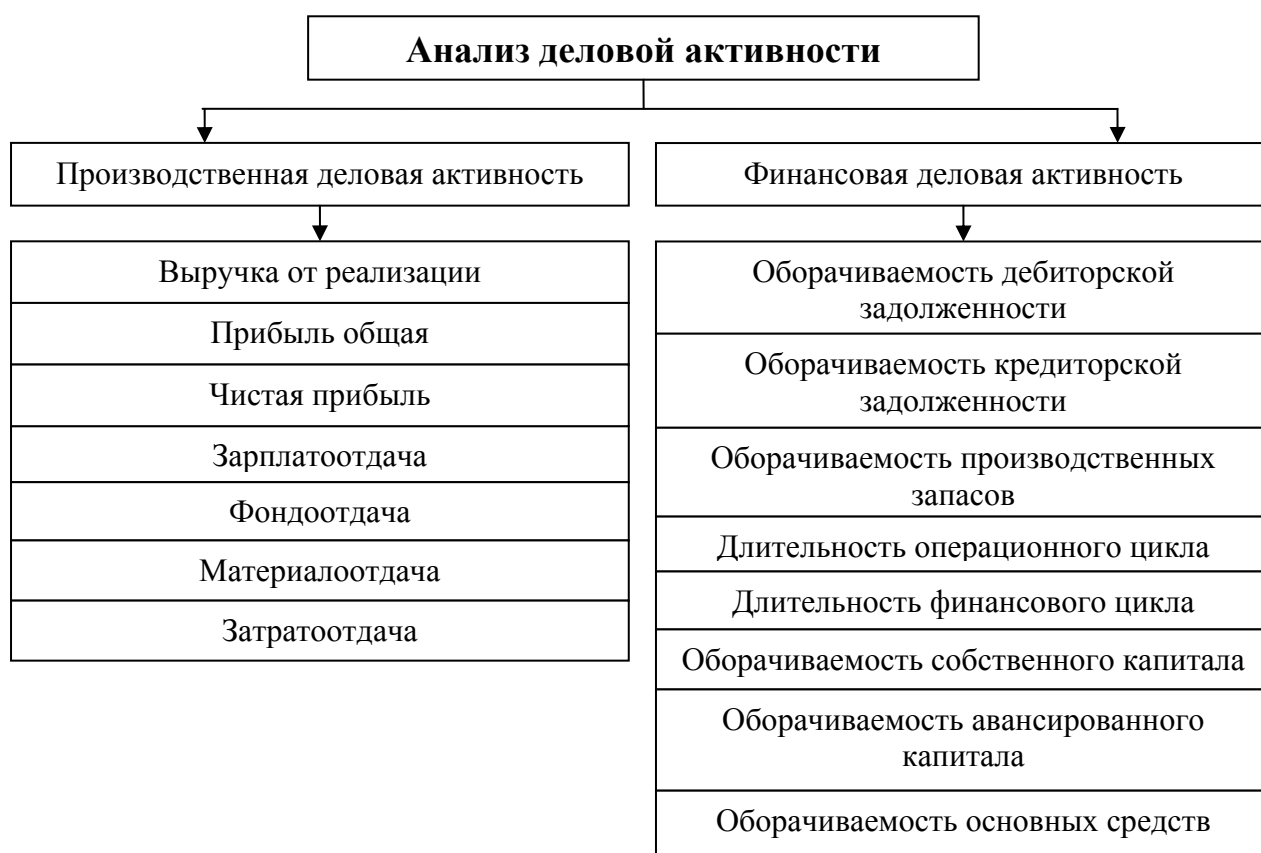 Анализ деловой активности
Производственная деловая активность
Финансовая деловая активность
Выручка от реализации
Прибыль общая
Чистая прибыль
Зарплатоотдача
Фондоотдача
Материалоотдача
Затратоотдача
Оборачиваемость дебиторской
задолженности
Оборачиваемость кредиторской
задолженности
Оборачиваемость производственных
запасов
Длительность операционного цикла
Длительность финансового цикла
Оборачиваемость собственного капитала
Оборачиваемость авансированного
капитала
Оборачиваемость основных средств